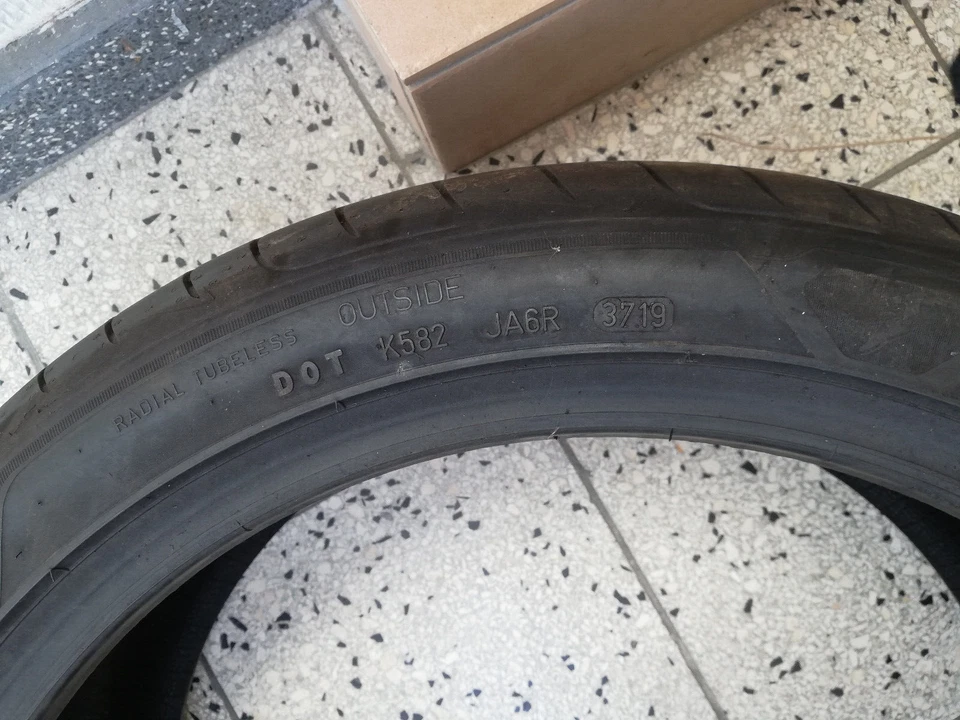 RADIAL TUBELESS OUTSIDE
DOT K582 JA6R 3719